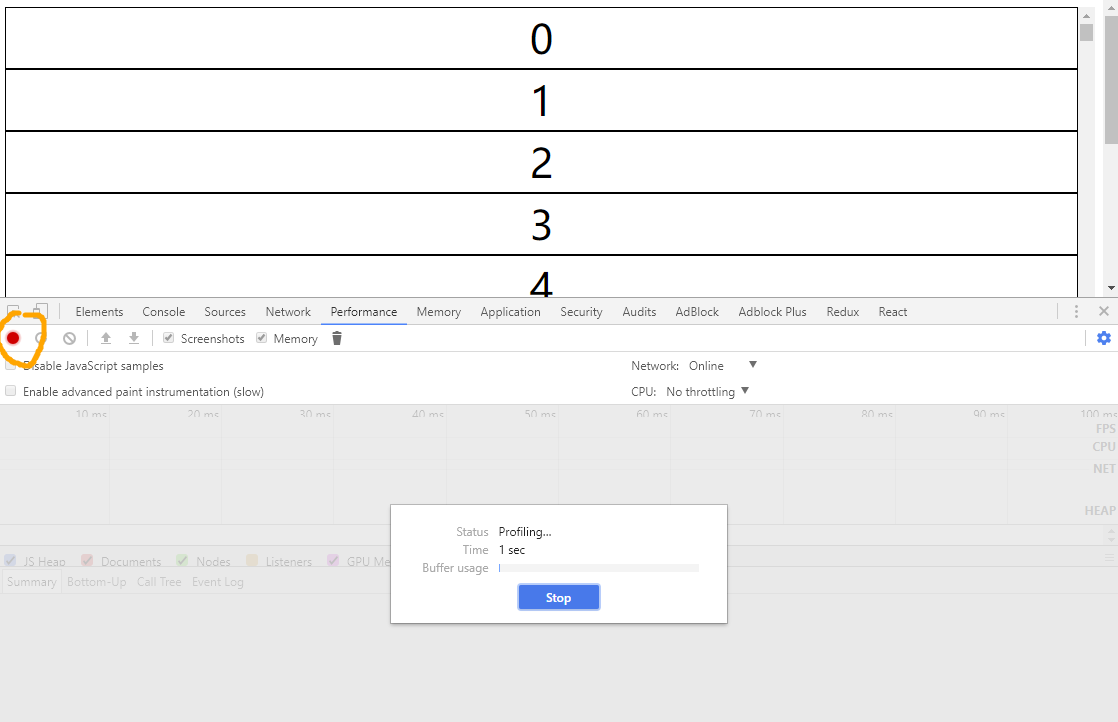 0
1
2
3
4
Elements Console Sources Network Performance Memory Application Security Audits AdBlock Adblock Plus Redux React
Screenshots Memory
Disable JavaScript samples Network: Online
Enable advanced paint instrumentation (slow) CPU: No throttling
10 ms 20 ms 30 ms 40 ms 50 ms 60 ms 70 ms 80 ms 90 ms 100 ms
FPS
CPU
NET
HEAP
Status Profiling...
Time 1 sec
Buffer usage
Stop
JS Heap Documents Nodes Listeners GPU Me
Summary Bottom-Up Call Tree Event Log